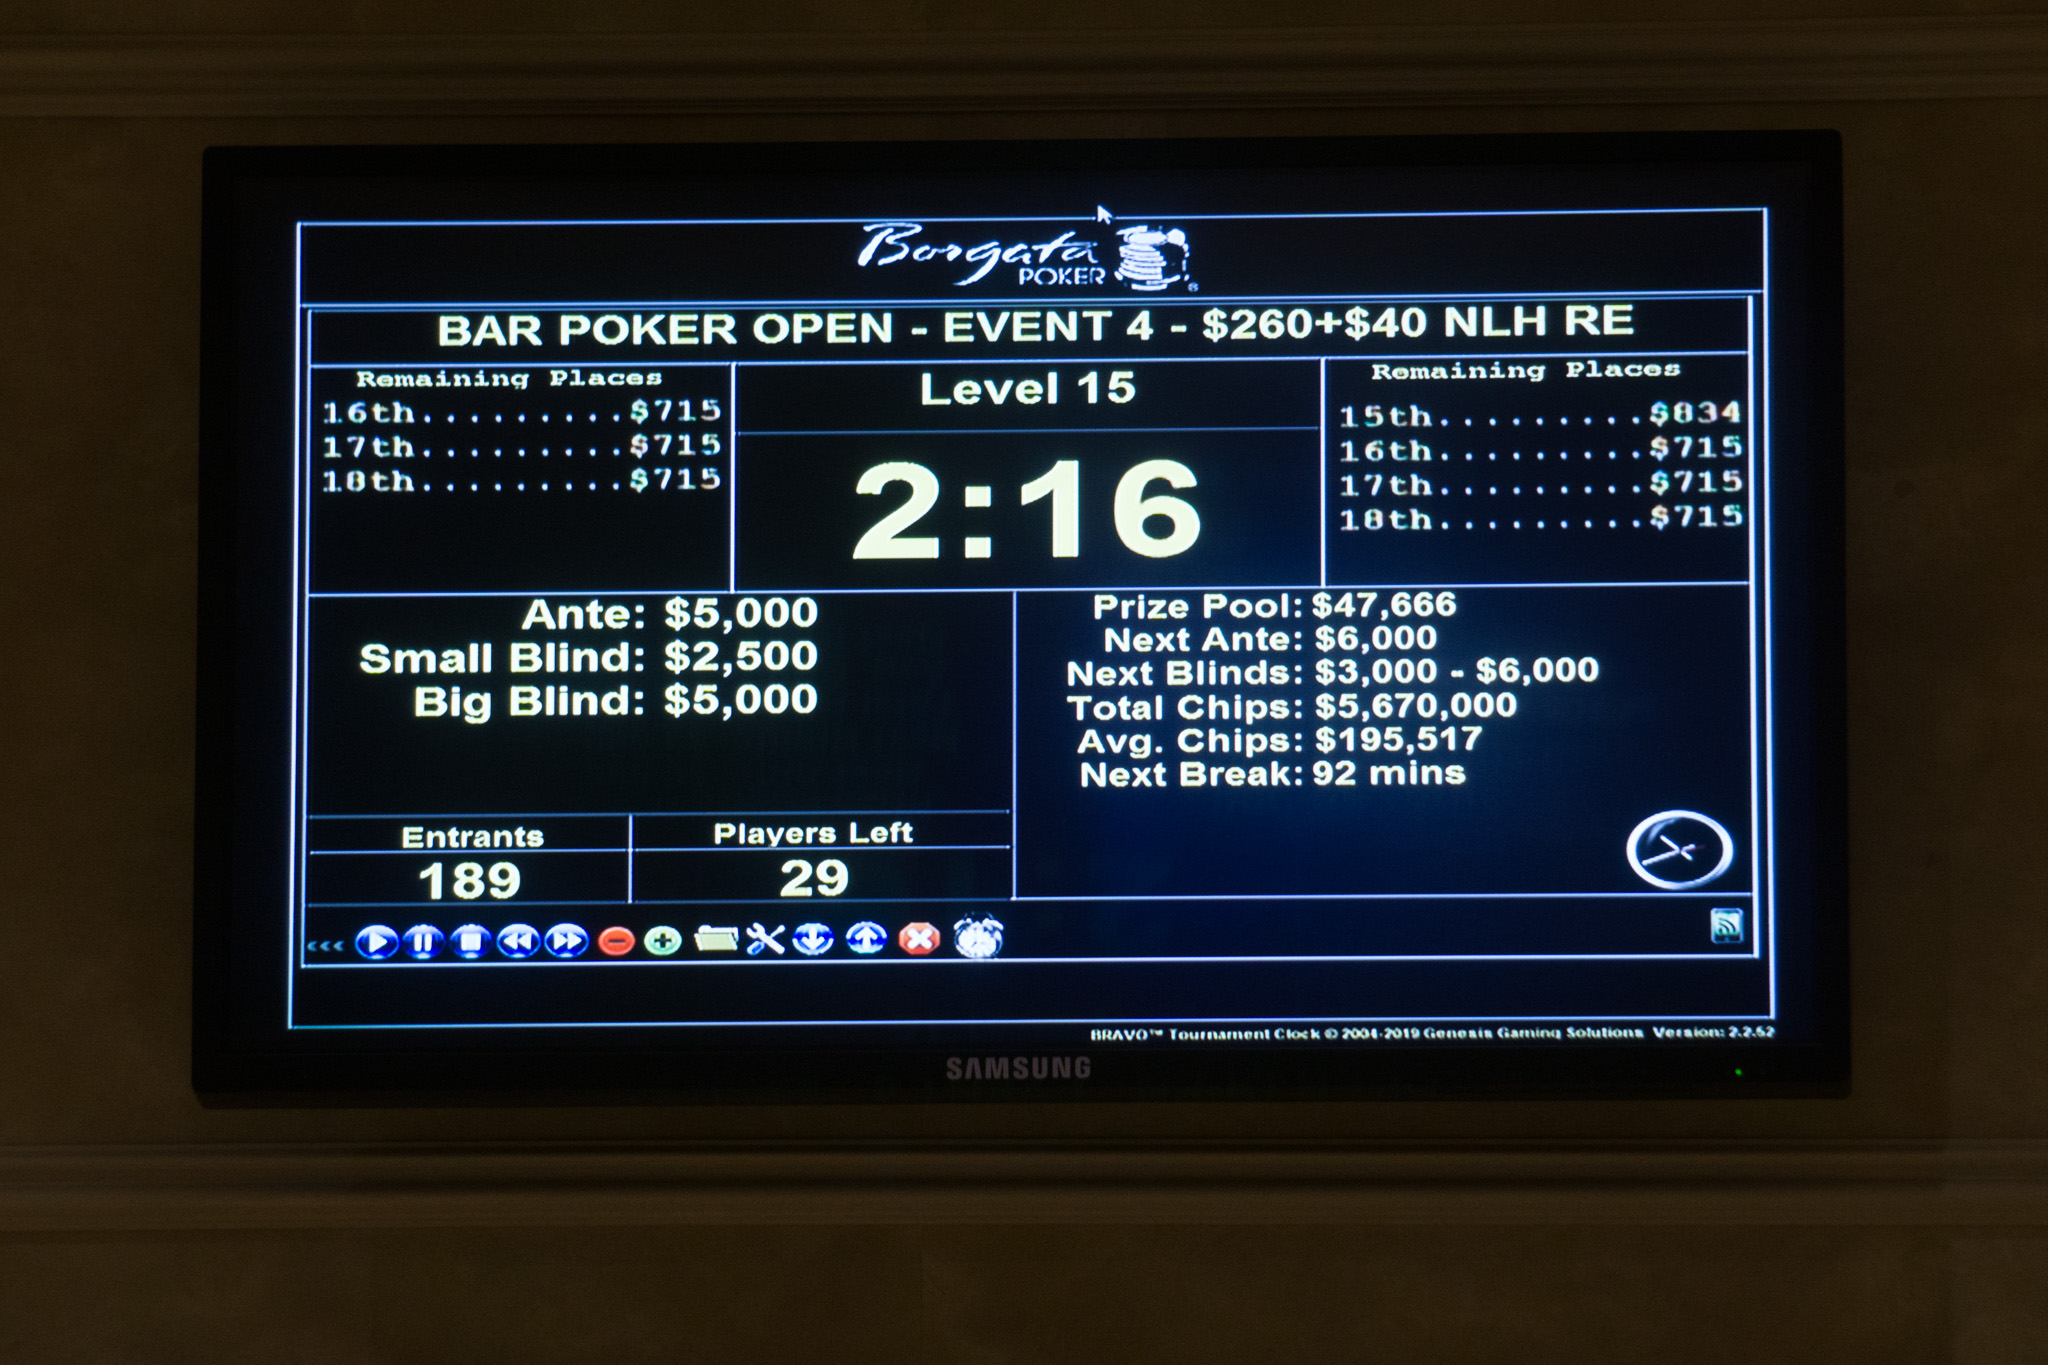 Borgata
POKER
BAR POKER OPEN - EVENT 4 - $260+$40 NLH RE
Remaining Places
16th.........$715
17th.........$715
18th.........$715
Level 15
2:16
Remaining Places
15th.........$834
16th.........$715
17th.........$715
18th.........$715
Ante: $5,000
Small Blind: $2,500
Big Blind: $5,000
Prize Pool: $47,666
Next Ante: $6,000
Next Blinds: $3,000 - $6,000
Total Chips: $5,670,000
Avg. Chips: $195,517
Next Break: 92 mins
Entrants
189
Players Left
29
<<<
BRAVO™ Tournament Clock © 2004-2019 Genesis Gaming Solutions Version: 2.2.52
SAMSUNG